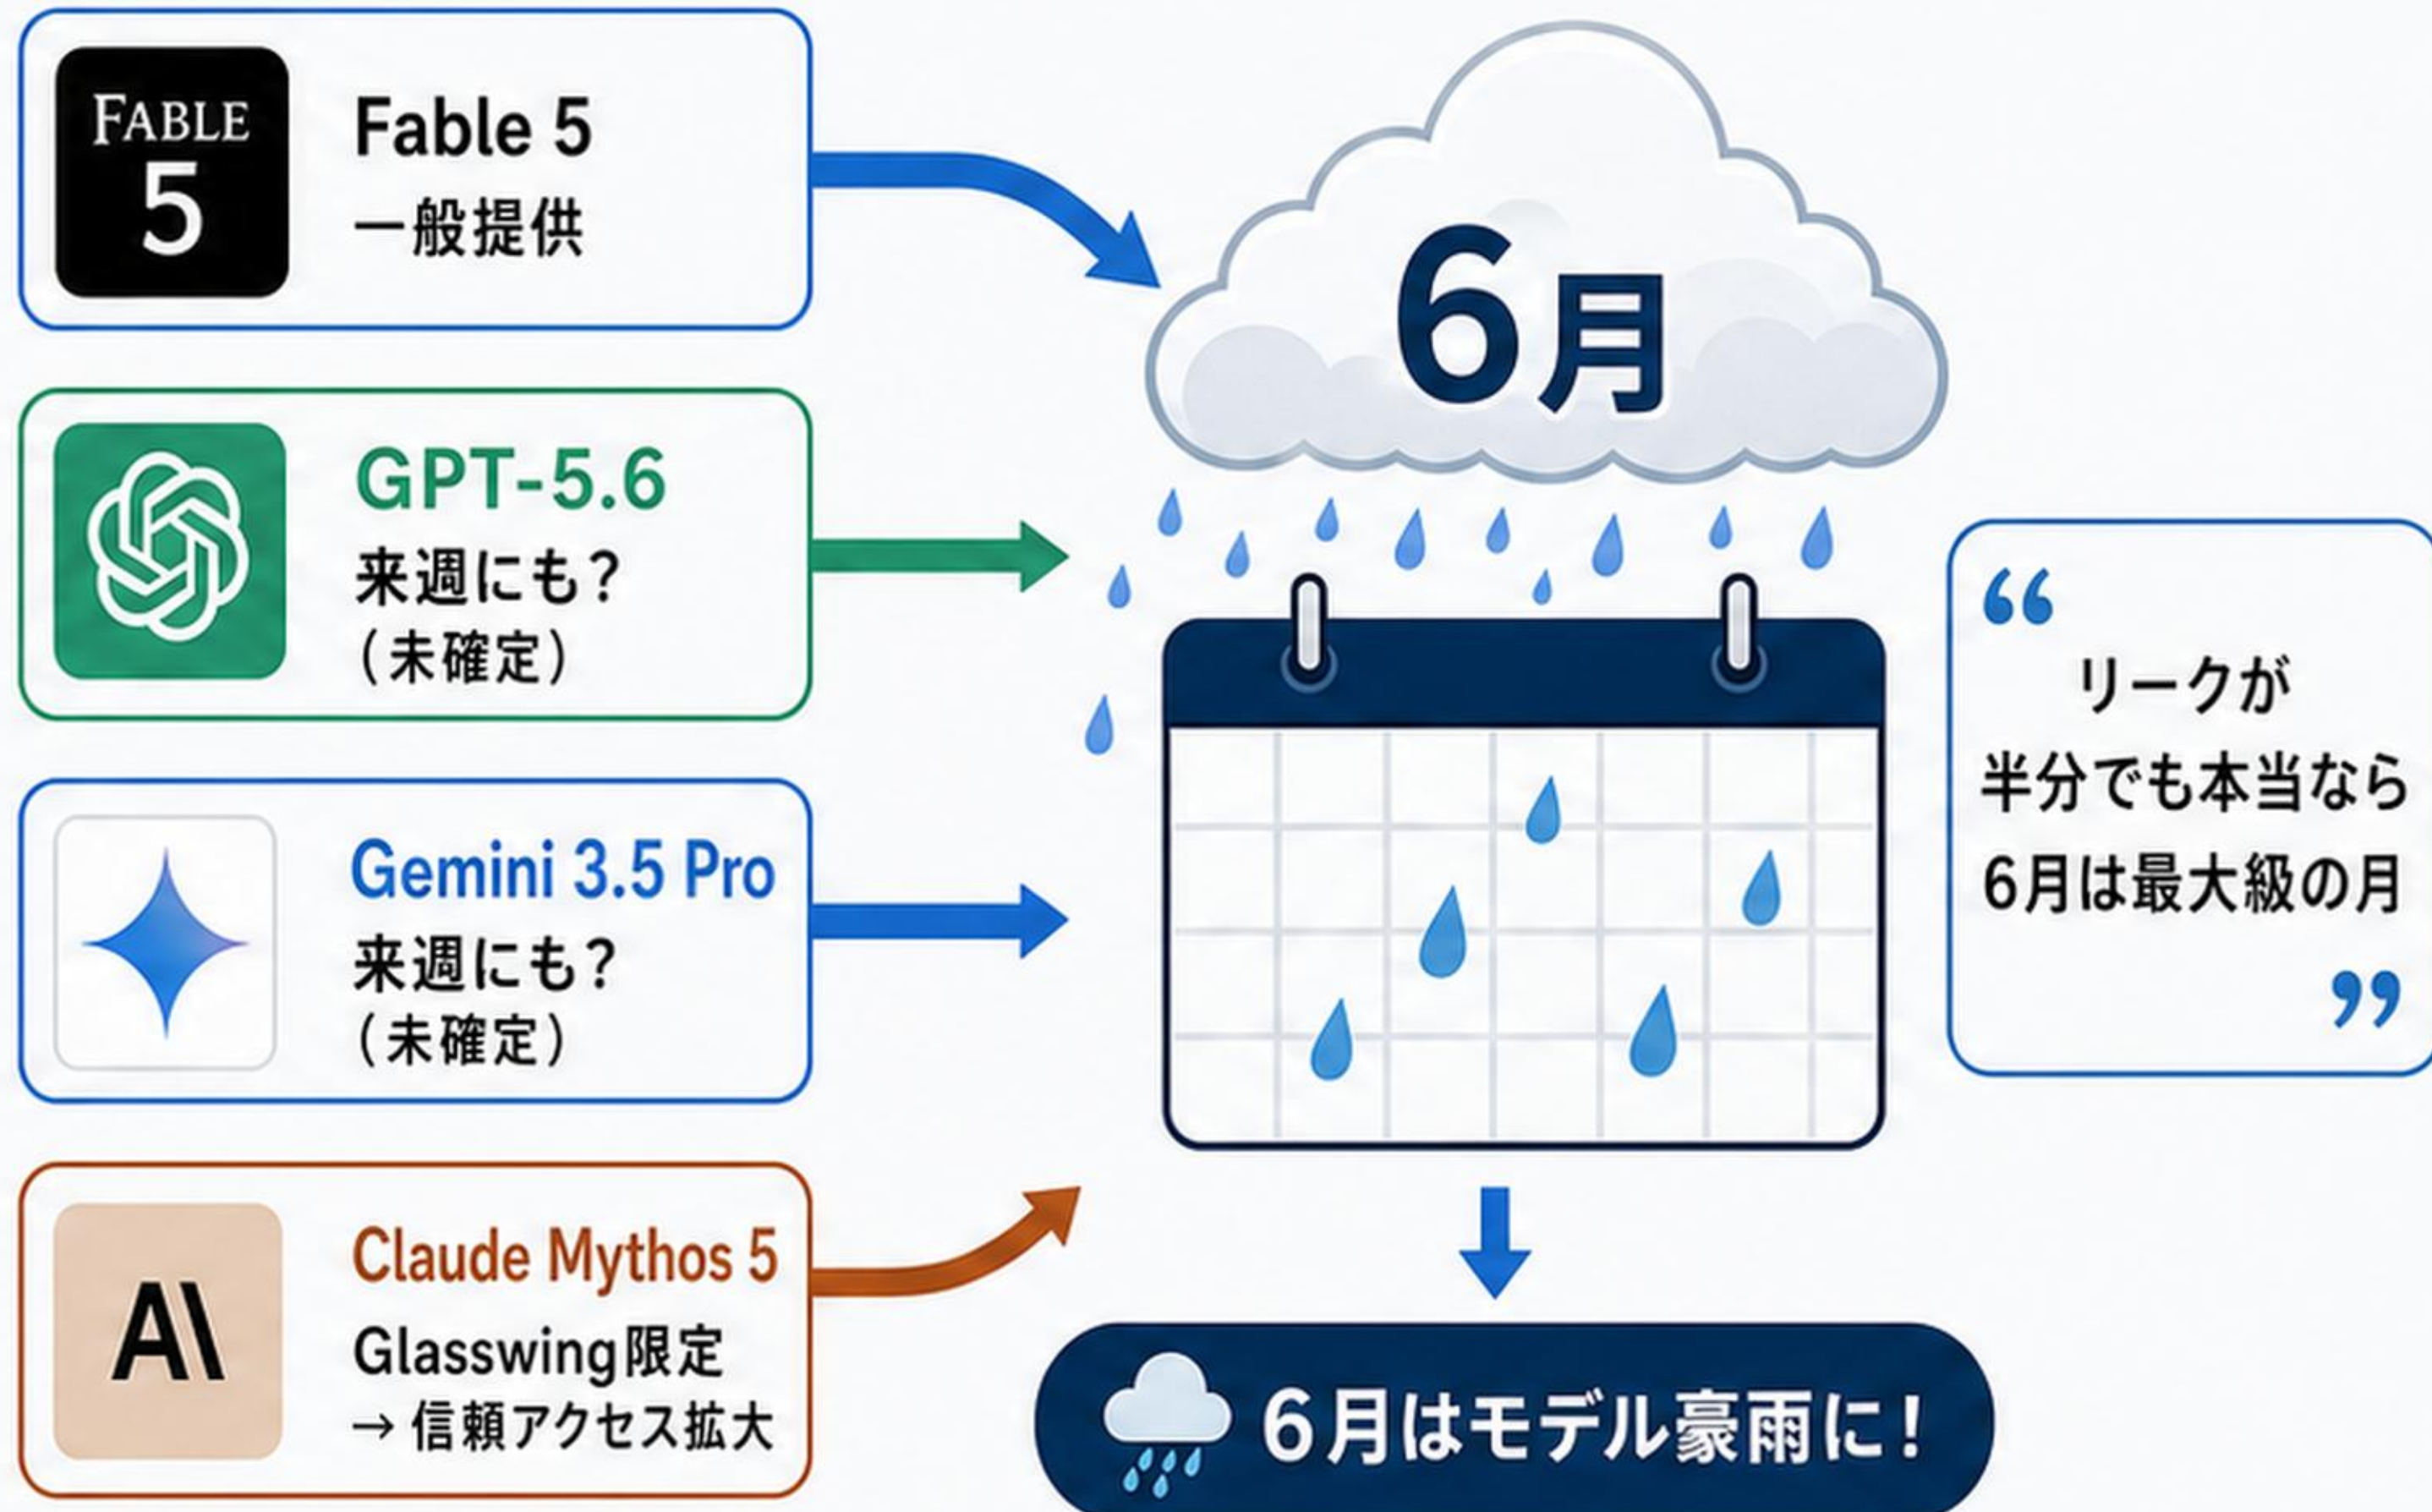 FABLE
5
Fable 5
一般提供
GPT-5.6
来週にも？
（未確定）
Gemini 3.5 Pro
来週にも？
（未確定）
A\
Claude Mythos 5
Glasswing限定
→ 信頼アクセス拡大
6月
“
リークが
半分でも本当なら
6月は最大級の月
”
6月はモデル豪雨に！